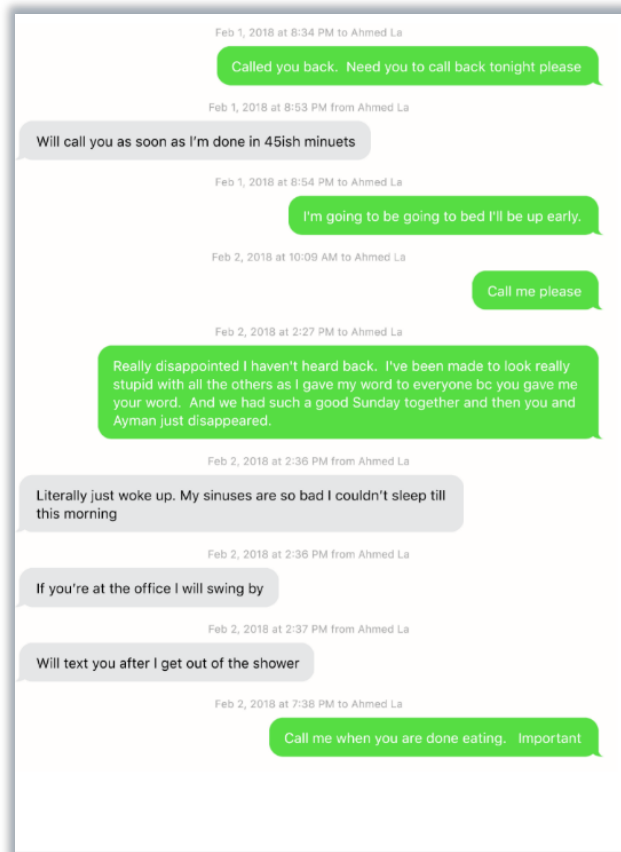 Feb 1, 2018 at 8:34 PM to Ahmed La
Called you back.  Need you to call back tonight please
Feb 1, 2018 at 8:53 PM from Ahmed La
Will call you as soon as I'm done in 45ish minuets
Feb 1, 2018 at 8:54 PM to Ahmed La
I'm going to be going to bed I'll be up early.
Feb 2, 2018 at 10:09 AM to Ahmed La
Call me please
Feb 2, 2018 at 2:27 PM to Ahmed La
Really disappointed I haven't heard back.  I've been made to look really
stupid with all the others as I gave my word to everyone bc you gave me
your word.  And we had such a good Sunday together and then you and
Ayman just disappeared.
Feb 2, 2018 at 2:36 PM from Ahmed La
Literally just woke up. My sinuses are so bad I couldn't sleep till
this morning
Feb 2, 2018 at 2:36 PM from Ahmed La
If you're at the office I will swing by
Feb 2, 2018 at 2:37 PM from Ahmed La
Will text you after I get out of the shower
Feb 2, 2018 at 7:38 PM to Ahmed La
Call me when you are done eating.   Important